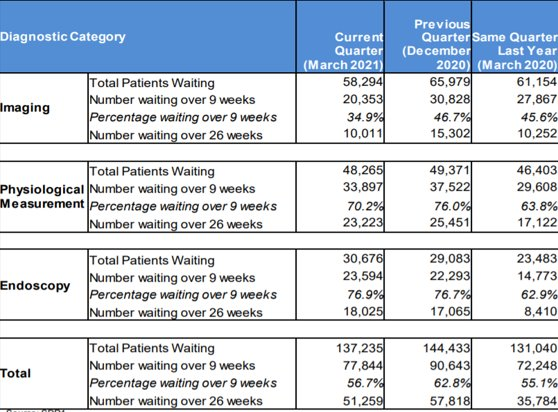 Diagnostic Category Current Quarter (March 2021) Previous Quarter (December 2020) Same Quarter Last Year (March 2020)
Imaging
Total Patients Waiting 58,294 65,979 61,154
Number waiting over 9 weeks 20,353 30,828 27,867
Percentage waiting over 9 weeks 34.9% 46.7% 45.6%
Number waiting over 26 weeks 10,011 15,302 10,252
Physiological Measurement
Total Patients Waiting 48,265 49,371 46,403
Number waiting over 9 weeks 33,897 37,522 29,608
Percentage waiting over 9 weeks 70.2% 76.0% 63.8%
Number waiting over 26 weeks 23,223 25,451 17,122
Endoscopy
Total Patients Waiting 30,676 29,083 23,483
Number waiting over 9 weeks 23,594 22,293 14,773
Percentage waiting over 9 weeks 76.9% 76.7% 62.9%
Number waiting over 26 weeks 18,025 17,065 8,410
Total
Total Patients Waiting 137,235 144,433 131,040
Number waiting over 9 weeks 77,844 90,643 72,248
Percentage waiting over 9 weeks 56.7% 62.8% 55.1%
Number waiting over 26 weeks 51,259 57,818 35,784